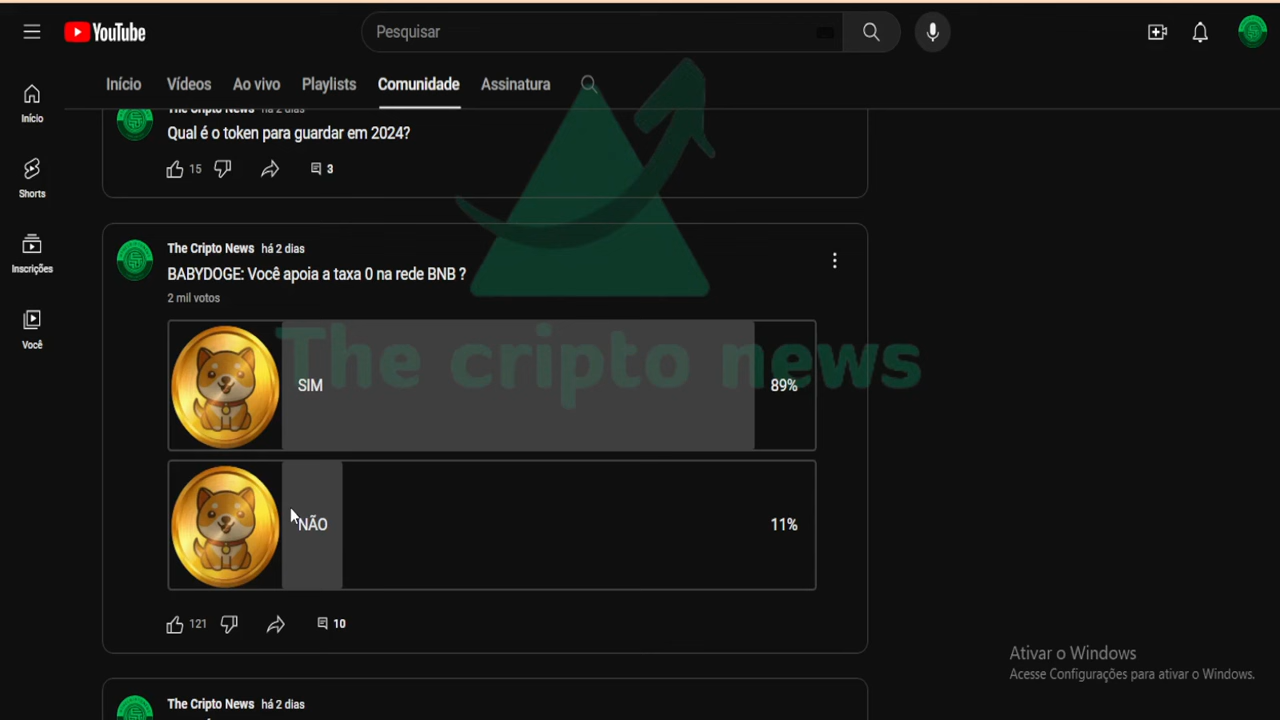 YouTube
Pesquisar
Início
Vídeos
Ao vivo
Playlists
Comunidade
Assinatura
Início
Shorts
Inscrições
Você
The Cripto News há 2 dias
Qual é o token para guardar em 2024?
15
3
The Cripto News há 2 dias
BABYDOGE: Você apoia a taxa 0 na rede BNB ?
2 mil votos
The cripto news
SIM
89%
NÃO
11%
121
10
Ativar o Windows
Acesse Configurações para ativar o Windows.
The Cripto News há 2 dias